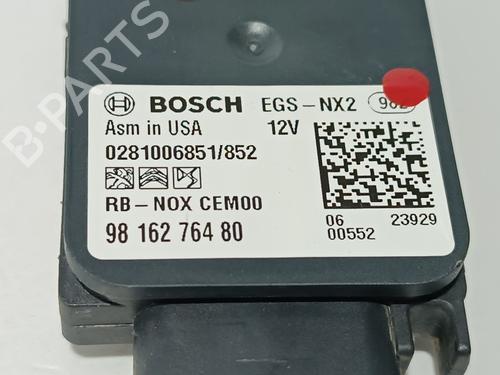 B-PARTS
BOSCH EGS-NX2
Asm in USA 12V
0281006851/852
RB-NOX CEM00
98 162 764 80
06 23929
00552